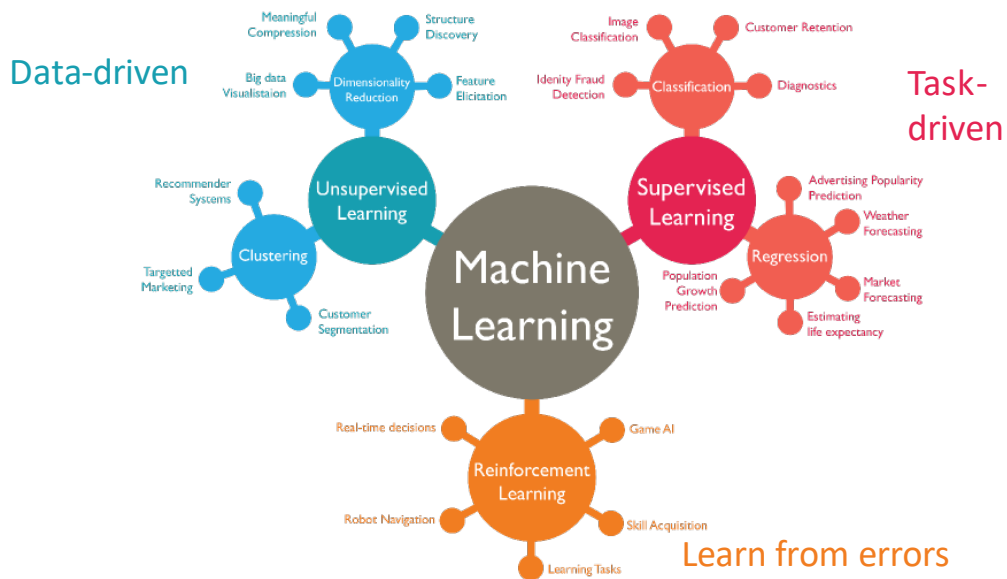 Data-driven
Meaningful
Compression
Structure
Discovery
Big data
Visualistaion
Dimensionality
Reduction
Feature
Elicitation
Unsupervised
Learning
Recommender
Systems
Clustering
Targetted
Marketing
Customer
Segmentation
Machine
Learning
Image
Classification
Customer Retention
Idenity Fraud
Detection
Classification
Diagnostics
Task-
driven
Supervised
Learning
Advertising Popularity
Prediction
Weather
Forecasting
Regression
Population
Growth
Prediction
Market
Forecasting
Estimating
life expectancy
Real-time decisions
Game AI
Reinforcement
Learning
Robot Navigation
Skill Acquisition
Learning Tasks
Learn from errors